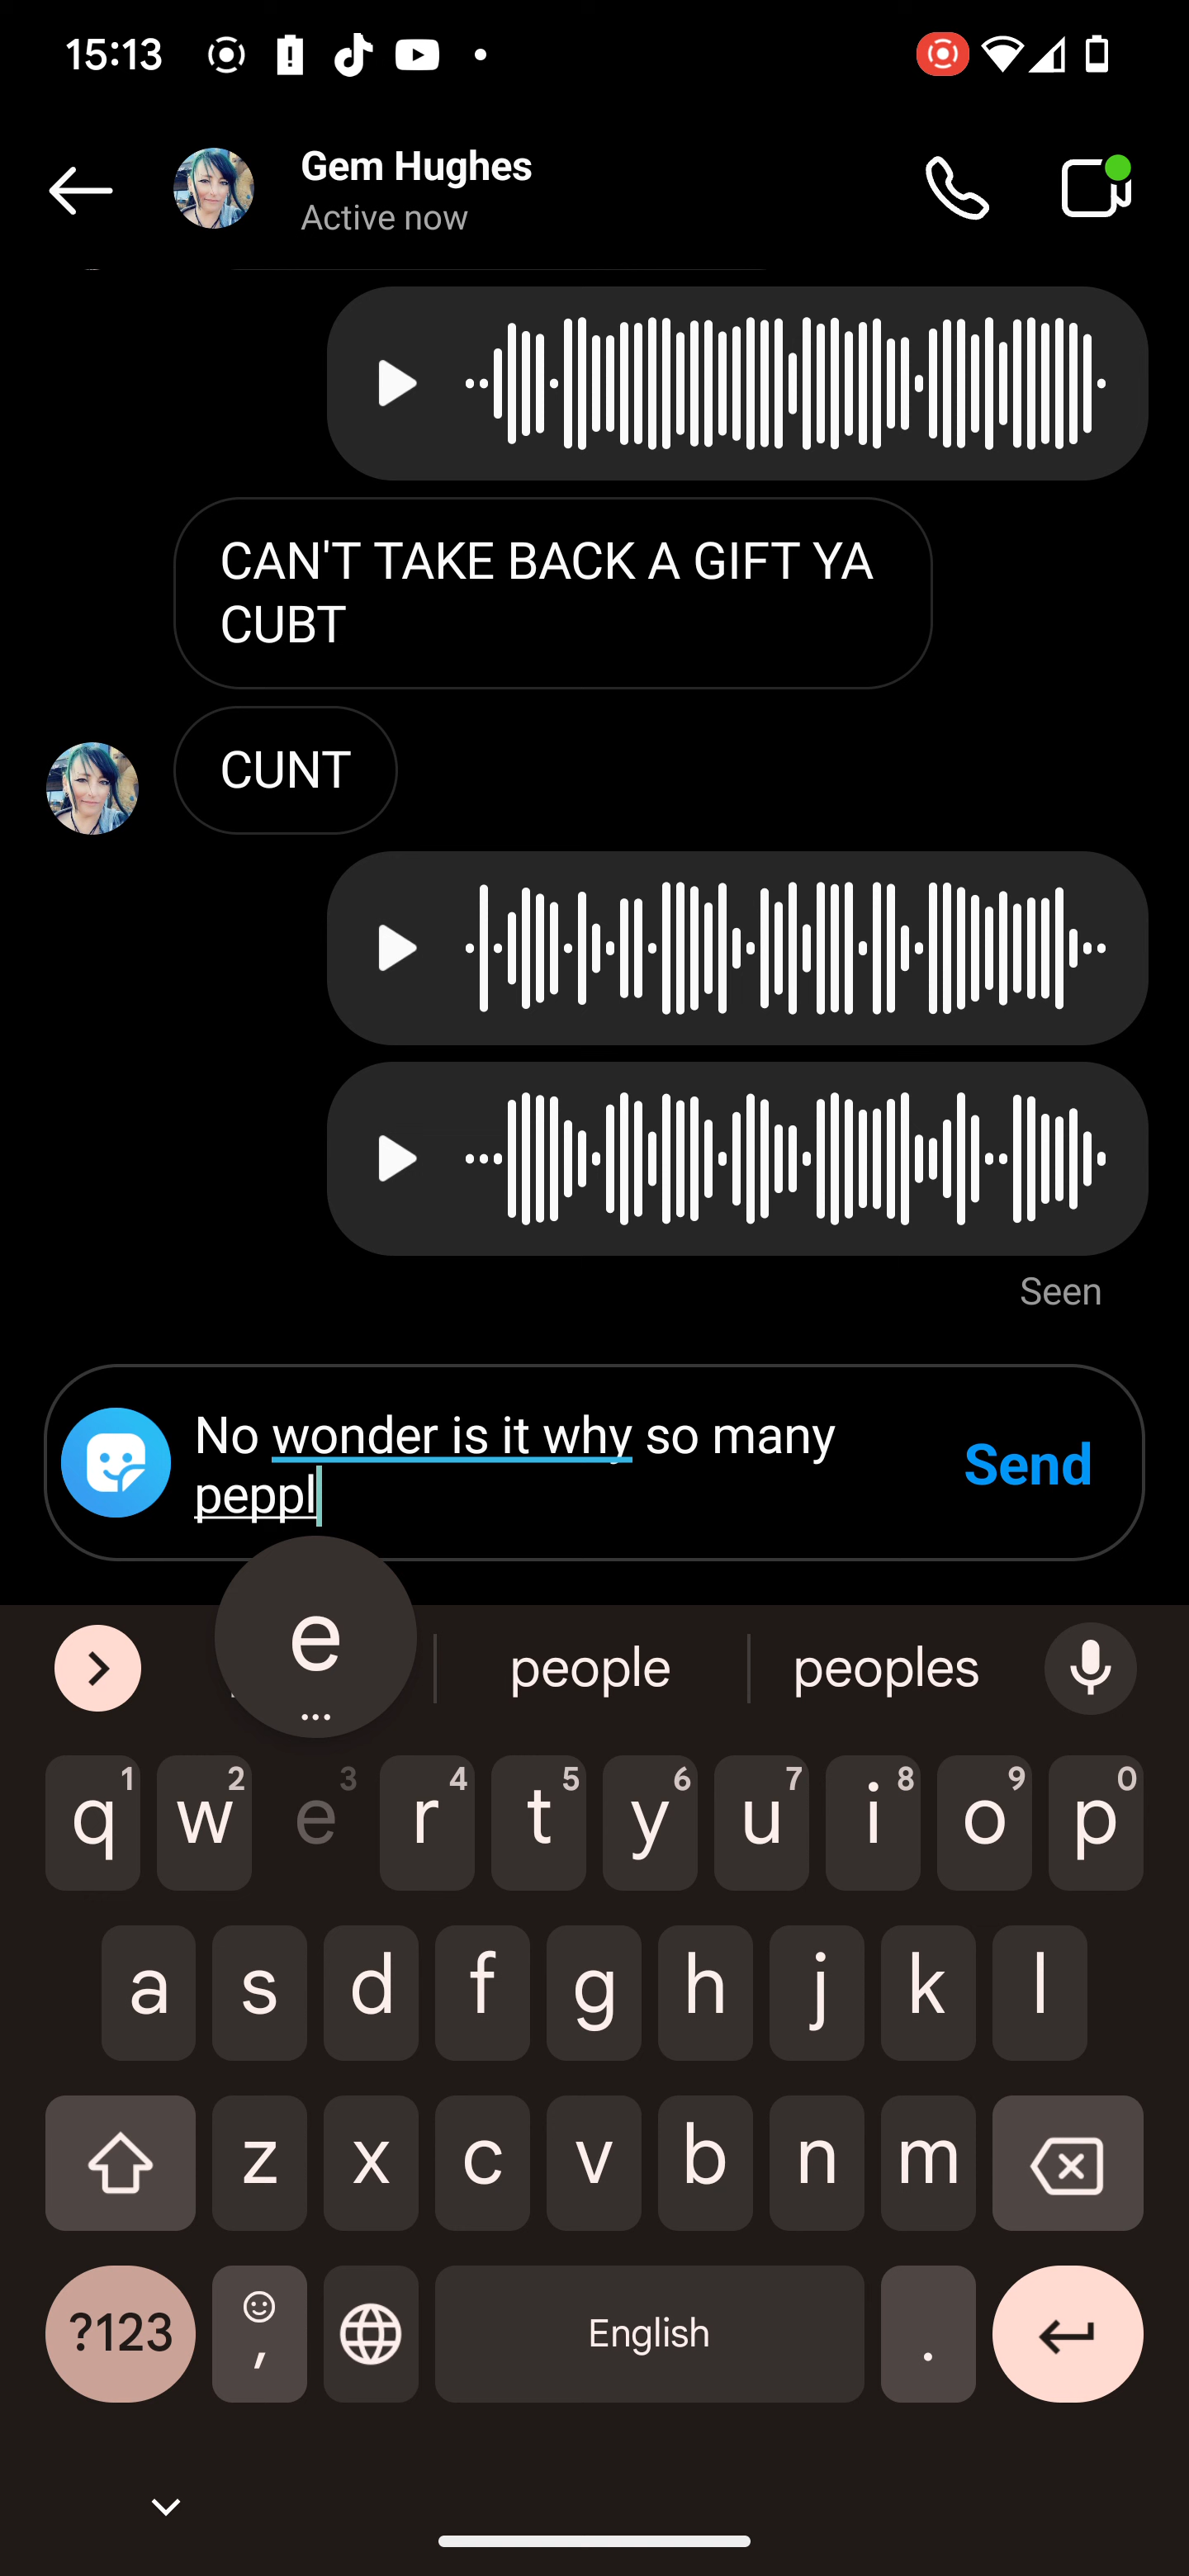 15:13
Gem Hughes
Active now
CAN'T TAKE BACK A GIFT YA
CUBT
CUNT
Seen
No wonder is it why so many
peppl
Send
e
...
people
peoples
1 2 3 4 5 6 7 8 9 0
q w e r t y u i o p
a s d f g h j k l
z x c v b n m
?123 , English .